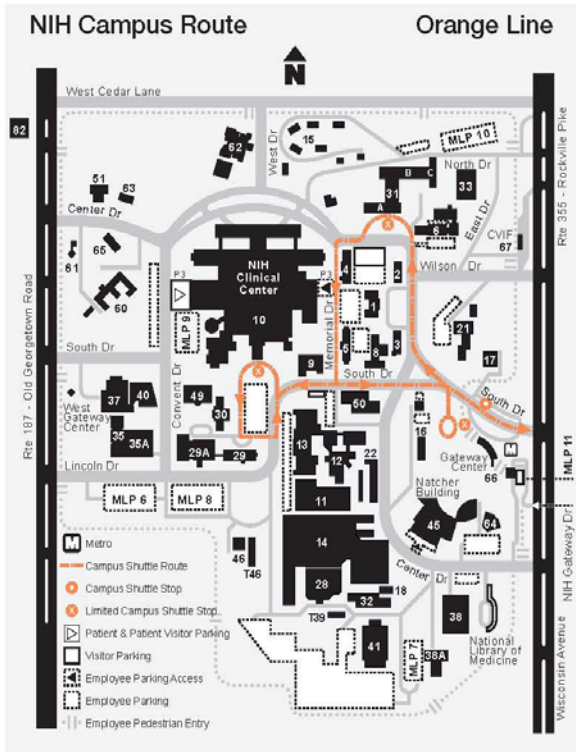 NIH Campus Route
Orange Line
N
West Cedar Lane
82
West Dr
15
MLP 10
62
North Dr
B
C
31
A
33
51
63
Center Dr
6
East Dr
CVIF
67
Rte 355 - Rockville Pike
65
61
60
P3
NIH
Clinical
Center
P3
10
MLP 9
4
2
Wilson Dr
1
Memorial Dr
5
8
3
21
17
South Dr
9
South Dr
South Dr
Convent Dr
West
Gateway
Center
37
40
49
30
35
35A
29A
29
50
13
12
22
11
16
Gateway
Center
66
MLP 11
Lincoln Dr
MLP 6
MLP 8
Natcher
Building
45
64
NIH Gateway Dr
Rte 187 - Old Georgetown Road
14
46
T46
28
18
32
Center Dr
38
T39
41
MLP 7
38A
National
Library of
Medicine
Wisconsin Avenue
M Metro
Campus Shuttle Route
Campus Shuttle Stop
X Limited Campus Shuttle Stop
Patient & Patient Visitor Parking
Visitor Parking
Employee Parking Access
Employee Parking
Employee Pedestrian Entry